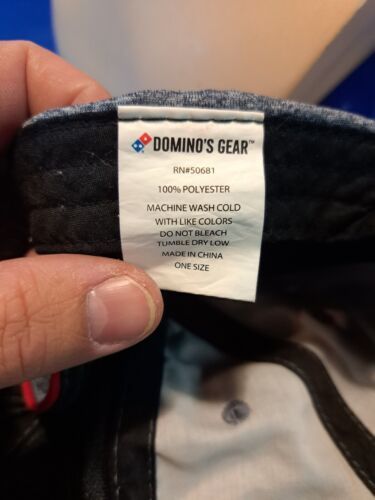 DOMINO'S GEAR™
RN#50681
100% POLYESTER
MACHINE WASH COLD
WITH LIKE COLORS
DO NOT BLEACH
TUMBLE DRY LOW
MADE IN CHINA
ONE SIZE